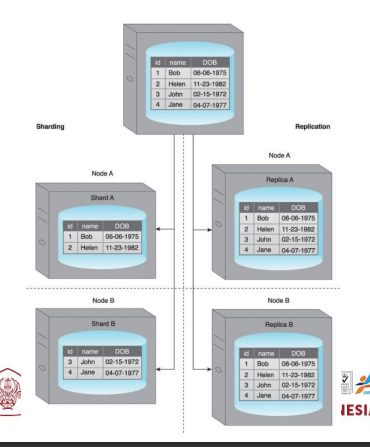 id name DOB
1 Bob 06-06-1975
2 Helen 11-23-1982
3 John 02-15-1972
4 Jane 04-07-1977
Sharding
Replication
Node A
Node A
Shard A
id name DOB
1 Bob 06-06-1975
2 Helen 11-23-1982
Replica A
id name DOB
1 Bob 06-06-1975
2 Helen 11-23-1982
3 John 02-15-1972
4 Jane 04-07-1977
Node B
Node B
Shard B
id name DOB
3 John 02-15-1972
4 Jane 04-07-1977
Replica B
id name DOB
1 Bob 06-06-1975
2 Helen 11-23-1982
3 John 02-15-1972
4 Jane 04-07-1977